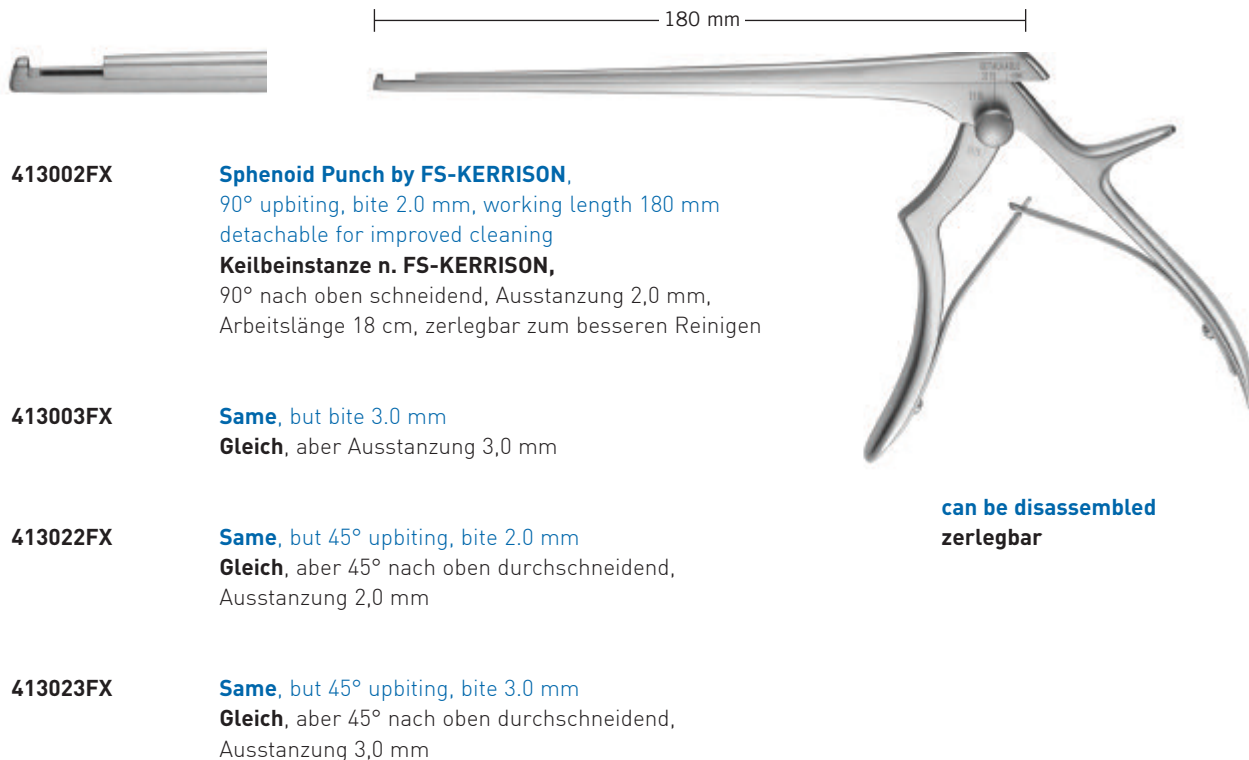 180 mm
DETACHABLE
413002FX
Sphenoid Punch by FS-KERRISON,
90° upbiting, bite 2.0 mm, working length 180 mm
detachable for improved cleaning
Keilbeinstanze n. FS-KERRISON,
90° nach oben schneidend, Ausstanzung 2,0 mm,
Arbeitslänge 18 cm, zerlegbar zum besseren Reinigen
413003FX
Same, but bite 3.0 mm
Gleich, aber Ausstanzung 3,0 mm
can be disassembled
zerlegbar
413022FX
Same, but 45° upbiting, bite 2.0 mm
Gleich, aber 45° nach oben durchschneidend,
Ausstanzung 2,0 mm
413023FX
Same, but 45° upbiting, bite 3.0 mm
Gleich, aber 45° nach oben durchschneidend,
Ausstanzung 3,0 mm